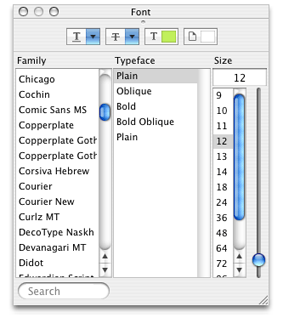 Font
T T T
Family Typeface Size
Chicago
Cochin
Comic Sans MS
Copperplate
Copperplate Goth
Copperplate Goth
Corsiva Hebrew
Courier
Courier New
Curlz MT
DecoType Naskh
Devanagari MT
Didot
Edwardian Script
Plain
Oblique
Bold
Bold Oblique
Plain
12
9
10
11
12
13
14
18
24
36
48
64
72
96
Search